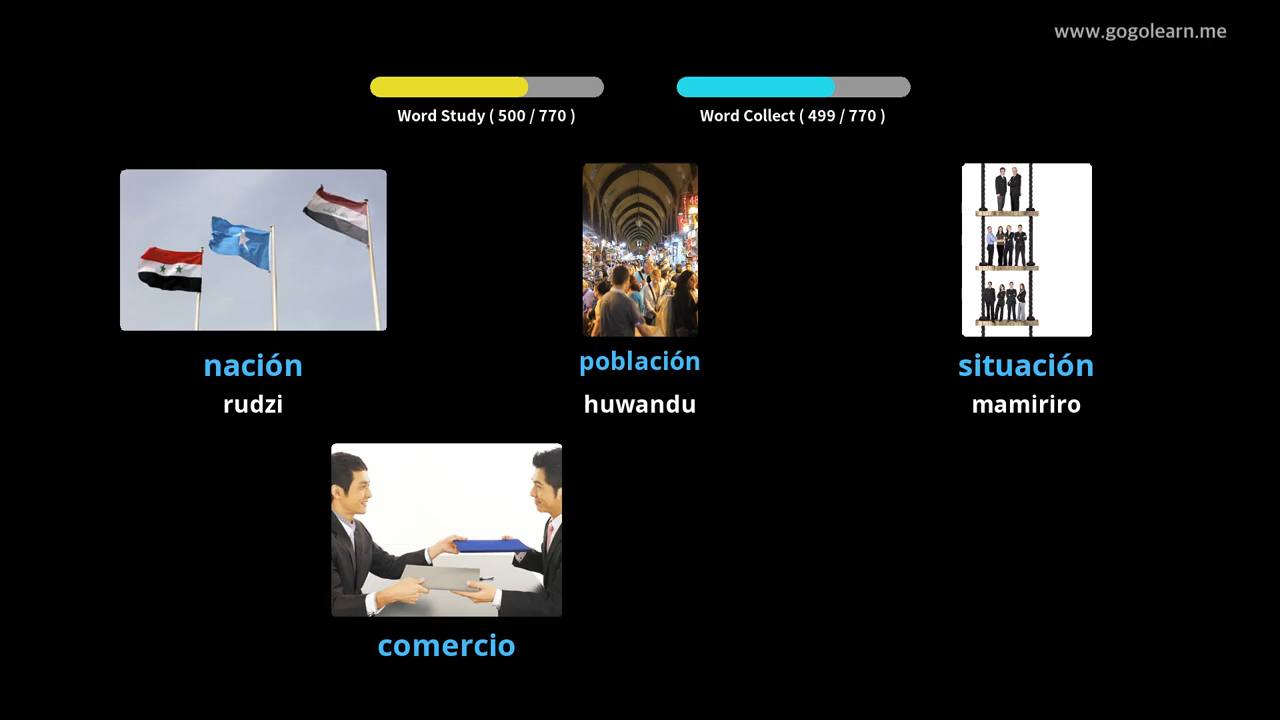 www.gogolearn.me
Word Study ( 500 / 770 )
Word Collect ( 499 / 770 )
nación
población
situación
rudzi
huwandu
mamiriro
comercio